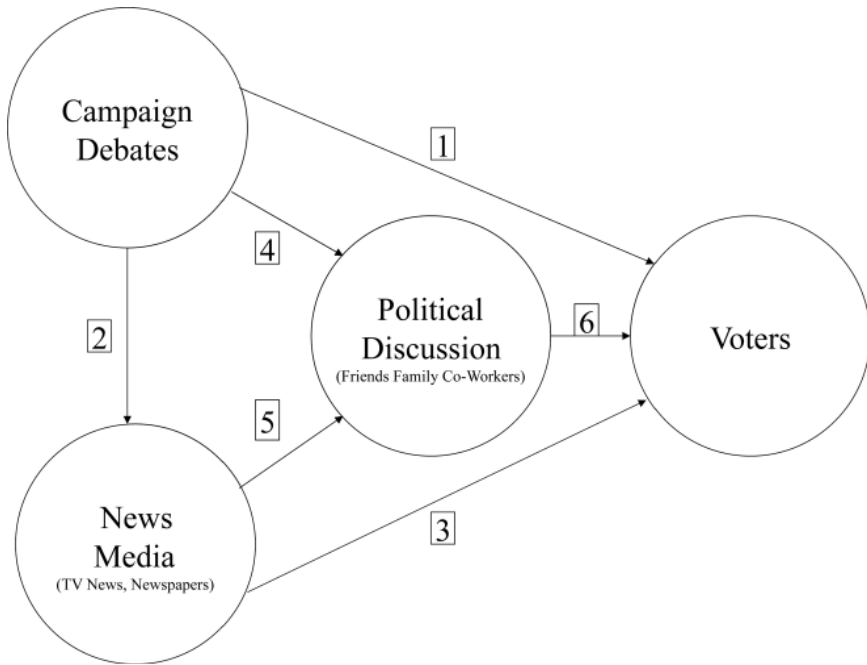 Campaign
Debates
1
4
2
Political
Discussion
(Friends Family Co-Workers)
6
Voters
5
News
Media
(TV News, Newspapers)
3